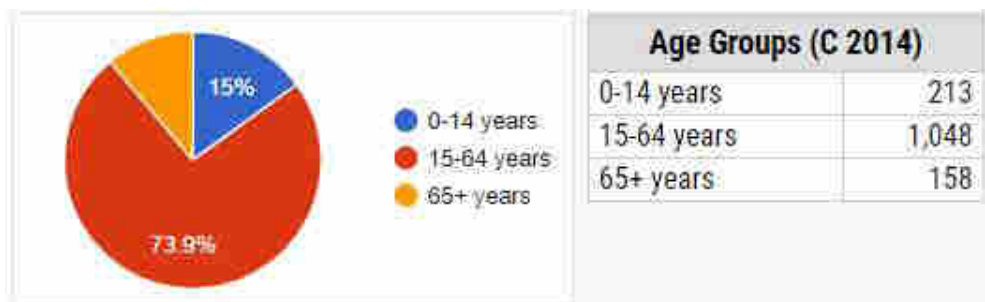 15%
73.9%
0-14 years
15-64 years
65+ years
Age Groups (C 2014)
0-14 years 213
15-64 years 1,048
65+ years 158